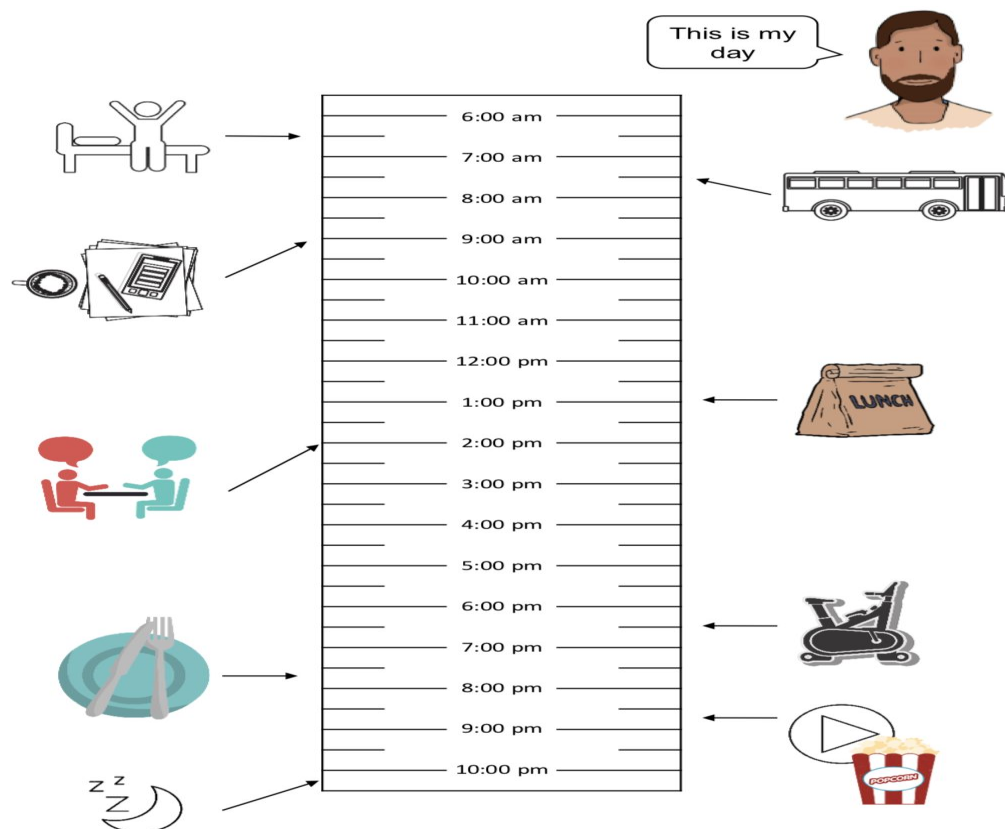 This is my
day
6:00 am
7:00 am
8:00 am
9:00 am
10:00 am
11:00 am
12:00 pm
1:00 pm
LUNCH
2:00 pm
3:00 pm
4:00 pm
5:00 pm
6:00 pm
7:00 pm
8:00 pm
9:00 pm
10:00 pm
POPCORN
z z
Z